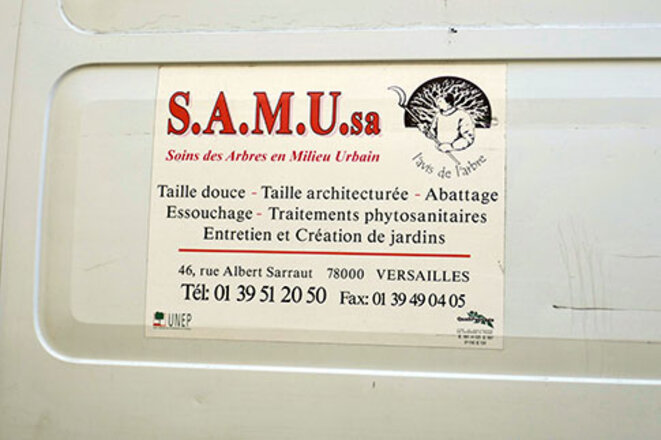 S.A.M.U.sa
Soins des Arbres en Milieu Urbain
l'avis de l'arbre
Taille douce - Taille architecturée - Abattage
Essouchage - Traitements phytosanitaires
Entretien et Création de jardins
46, rue Albert Sarraut 78000 VERSAILLES
Tél: 01 39 51 20 50 Fax: 01 39 49 04 05
UNEP